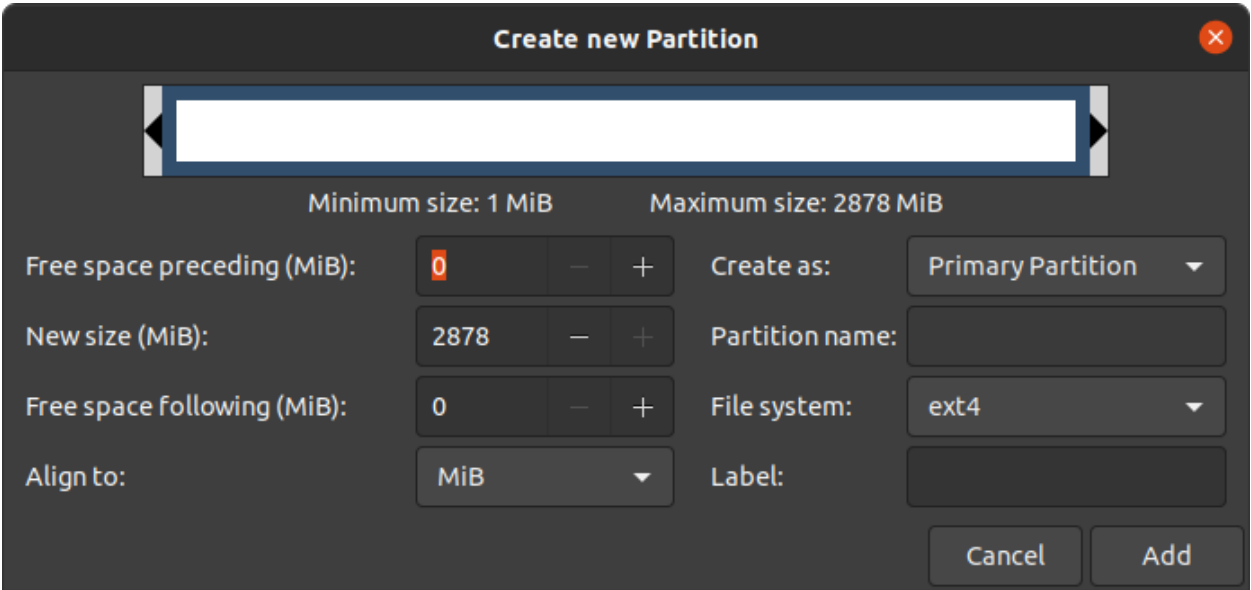 Create new Partition
Minimum size: 1 MiB Maximum size: 2878 MiB
Free space preceding (MiB): 0 Create as: Primary Partition
New size (MiB): 2878 Partition name:
Free space following (MiB): 0 File system: ext4
Align to: MiB Label:
Cancel Add